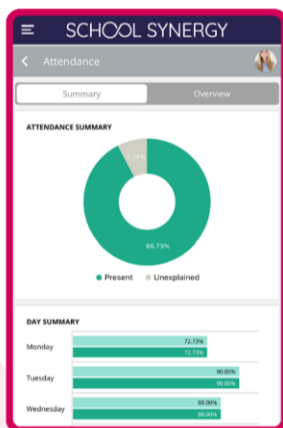 SCHOOL SYNERGY
Attendance
Summary Overview
ATTENDANCE SUMMARY
7.14%
88.73%
Present Unexplained
DAY SUMMARY
Monday
72.73%
72.73%
Tuesday
90.00%
90.00%
Wednesday
80.00%
80.00%